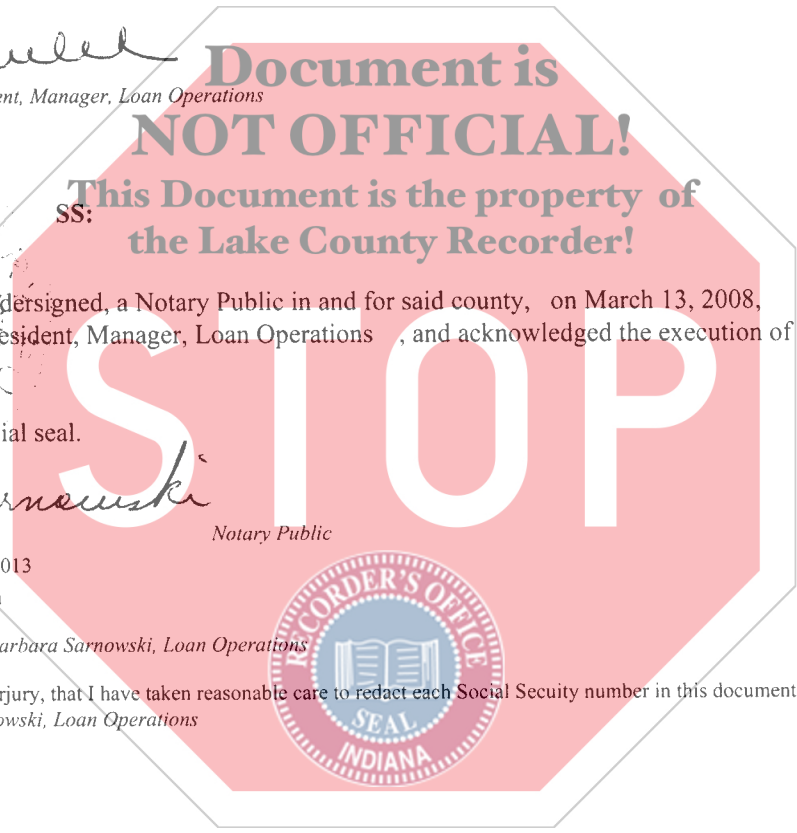 Document is
ent, Manager, Loan Operations
NOT OFFICIAL!
This Document is the property of
SS:
the Lake County Recorder!
dersigned, a Notary Public in and for said county, on March 13, 2008,
esident, Manager, Loan Operations , and acknowledged the execution of
STOP
ial seal.
rnowski
Notary Public
013
RECORDER'S OFFICE
arbara Sarnowski, Loan Operations
rjury, that I have taken reasonable care to redact each Social Secuity number in this document
owski, Loan Operations
SEAL
INDIANA